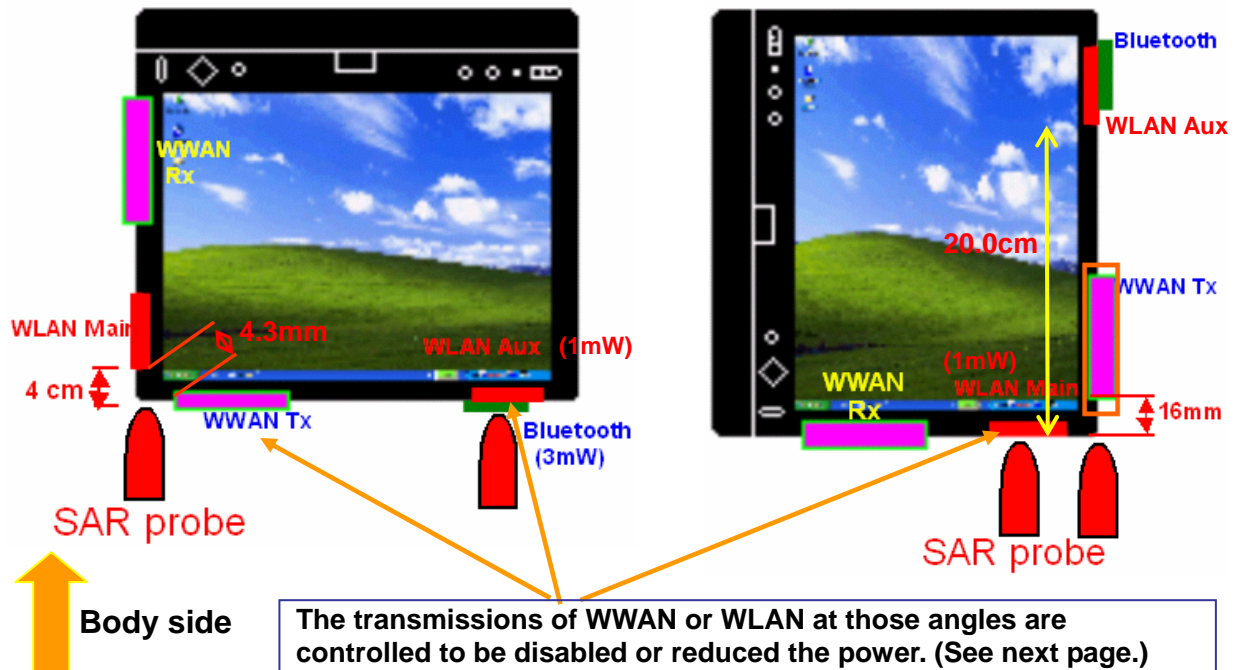 WWAN
Rx
WLAN Main
4.3mm
WLAN Aux (1mW)
4 cm
WWAN Tx
Bluetooth
(3mW)
SAR probe
Bluetooth
WLAN Aux
20.0cm
WWAN Tx
(1mW)
WWAN
Rx
WLAN Main
16mm
SAR probe
Body side
The transmissions of WWAN or WLAN at those angles are
controlled to be disabled or reduced the power. (See next page.)